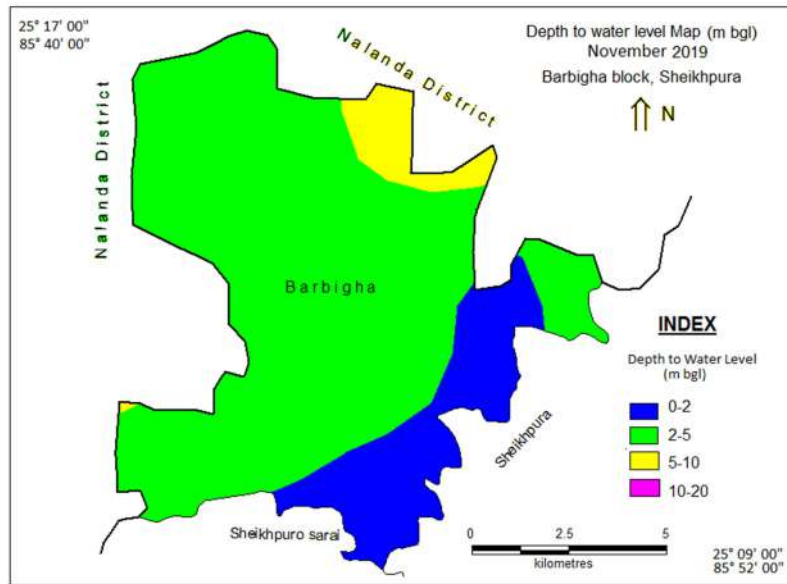 25° 17' 00"
85° 40' 00"
Depth to water level Map (m bgl)
November 2019
Barbigha block, Sheikhpura
N
Nalanda District
Nalanda District
Barbigha
Sheikhpura
Sheikhpuro sarai
INDEX
Depth to Water Level
(m bgl)
0-2
2-5
5-10
10-20
0 2.5 5
kilometres
25° 09' 00"
85° 52' 00"